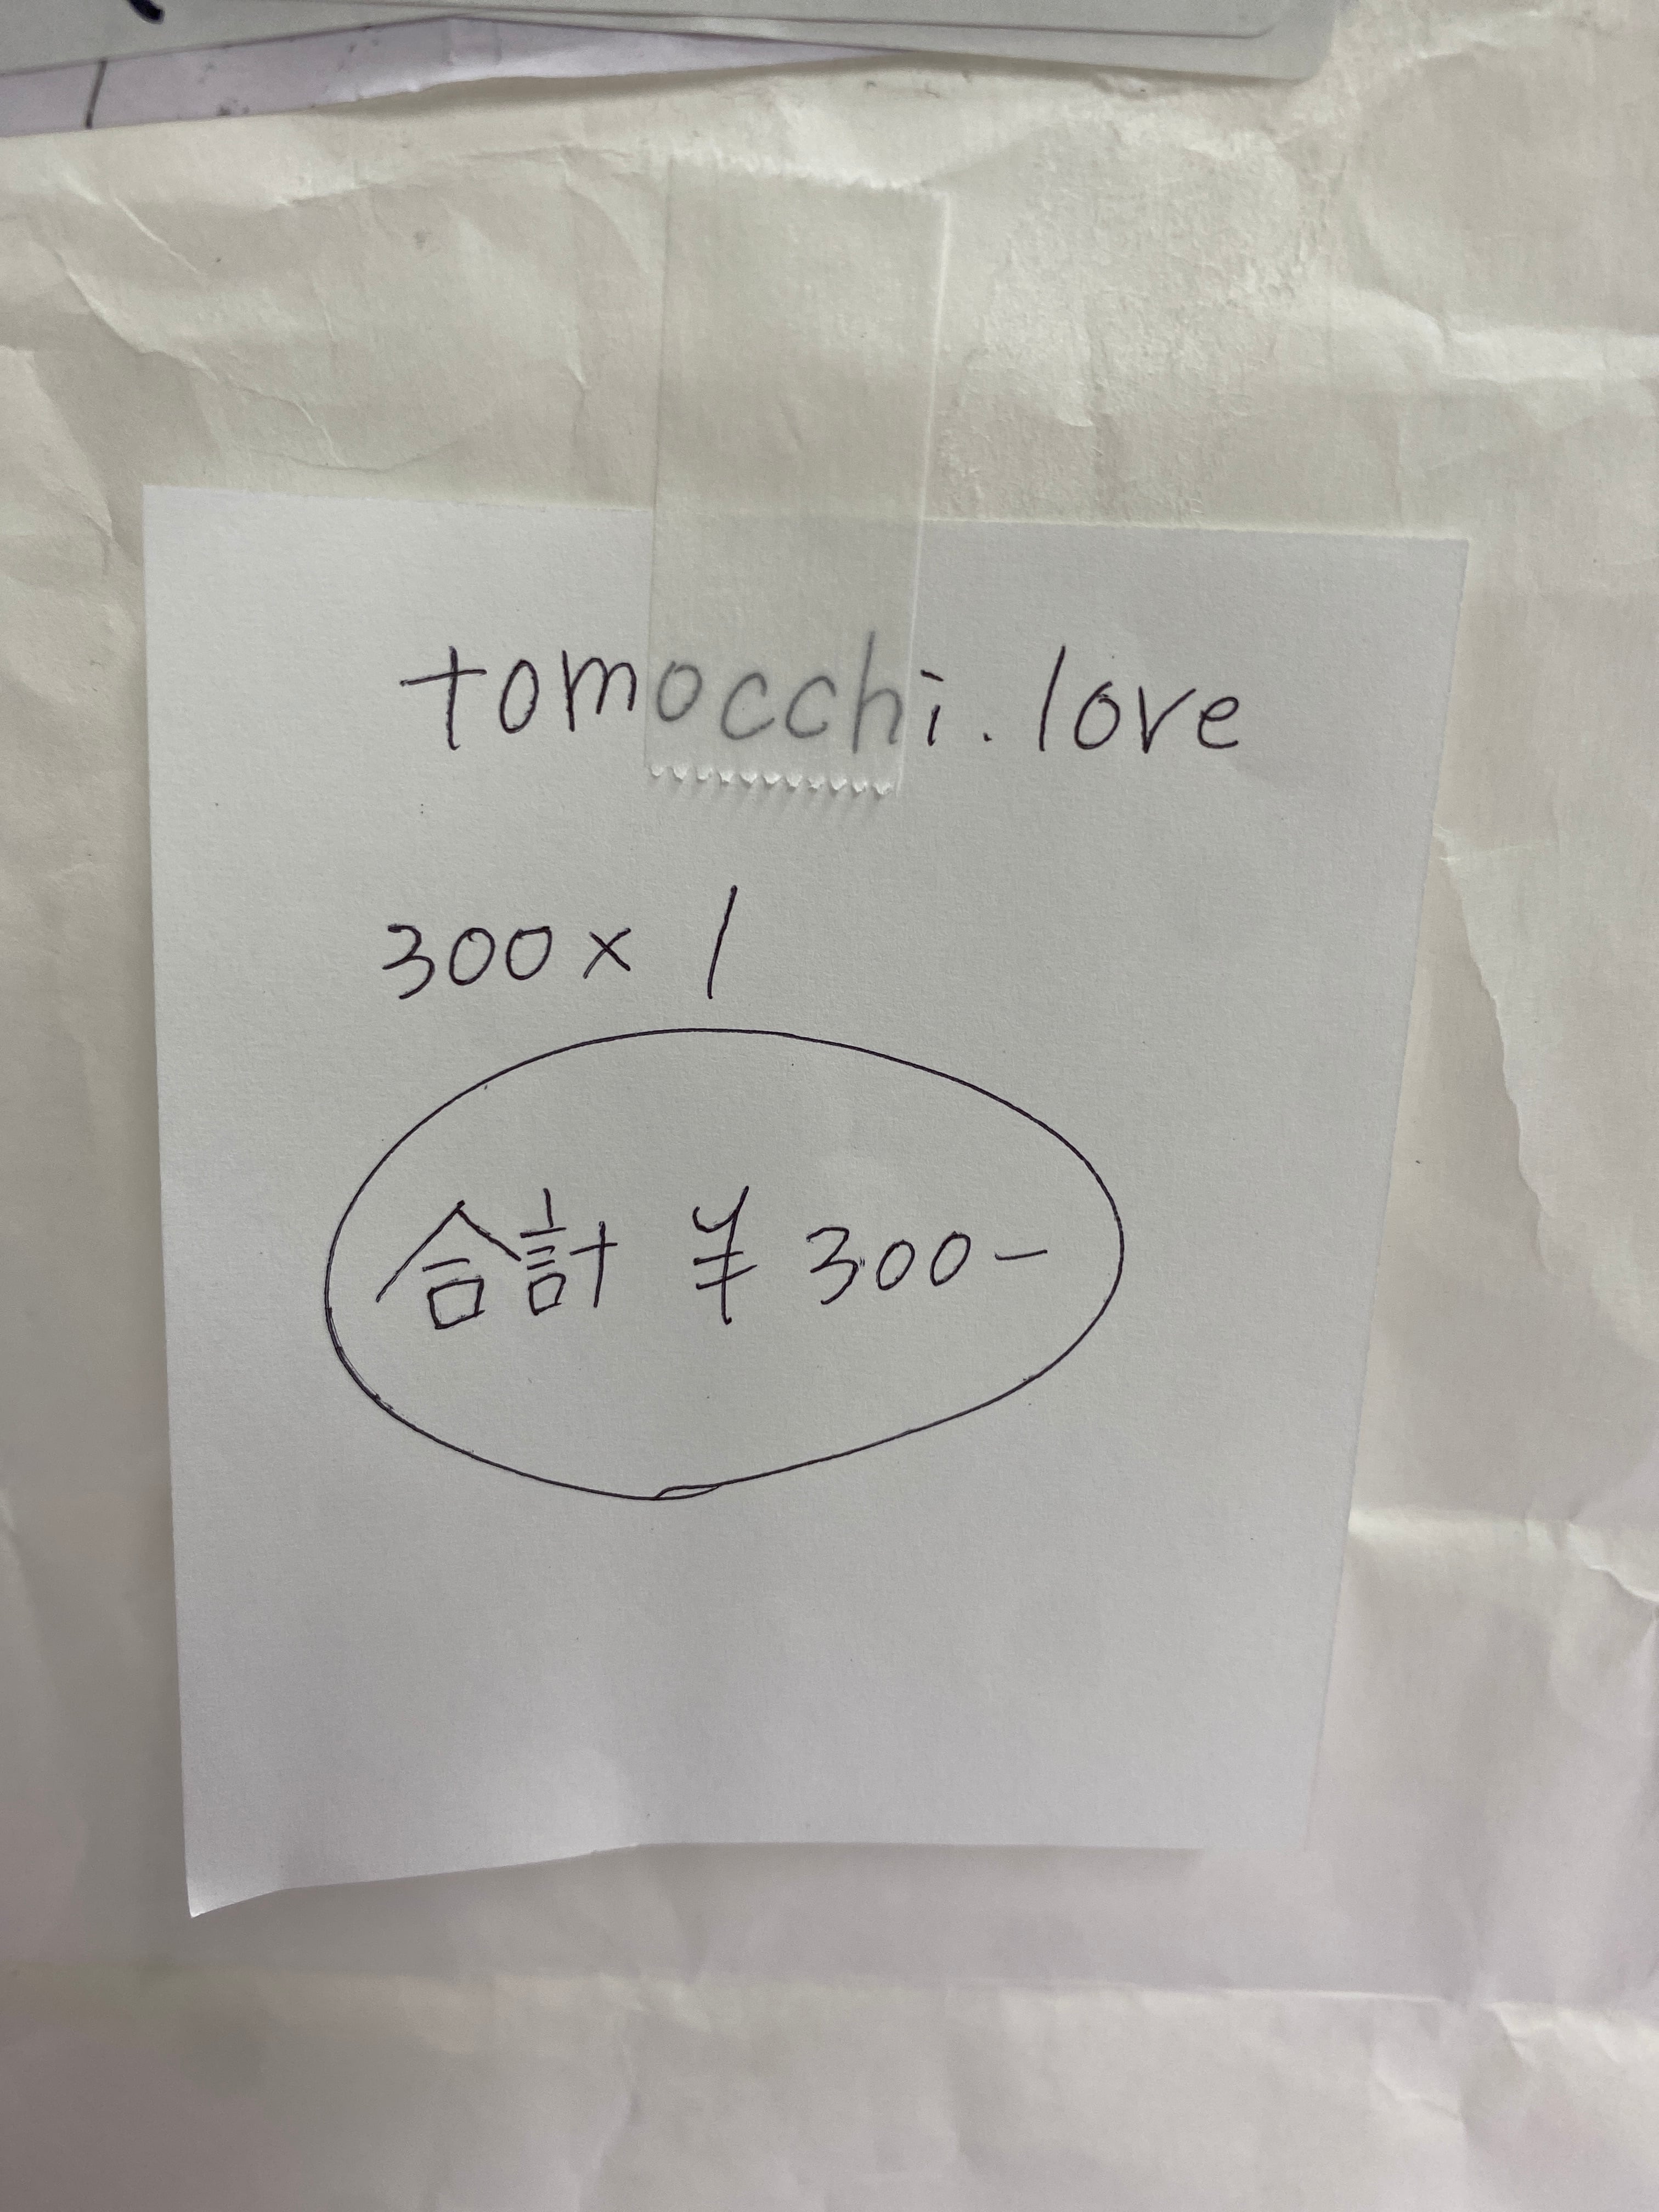 tomocchi.love
300× 1
合計 ¥300-